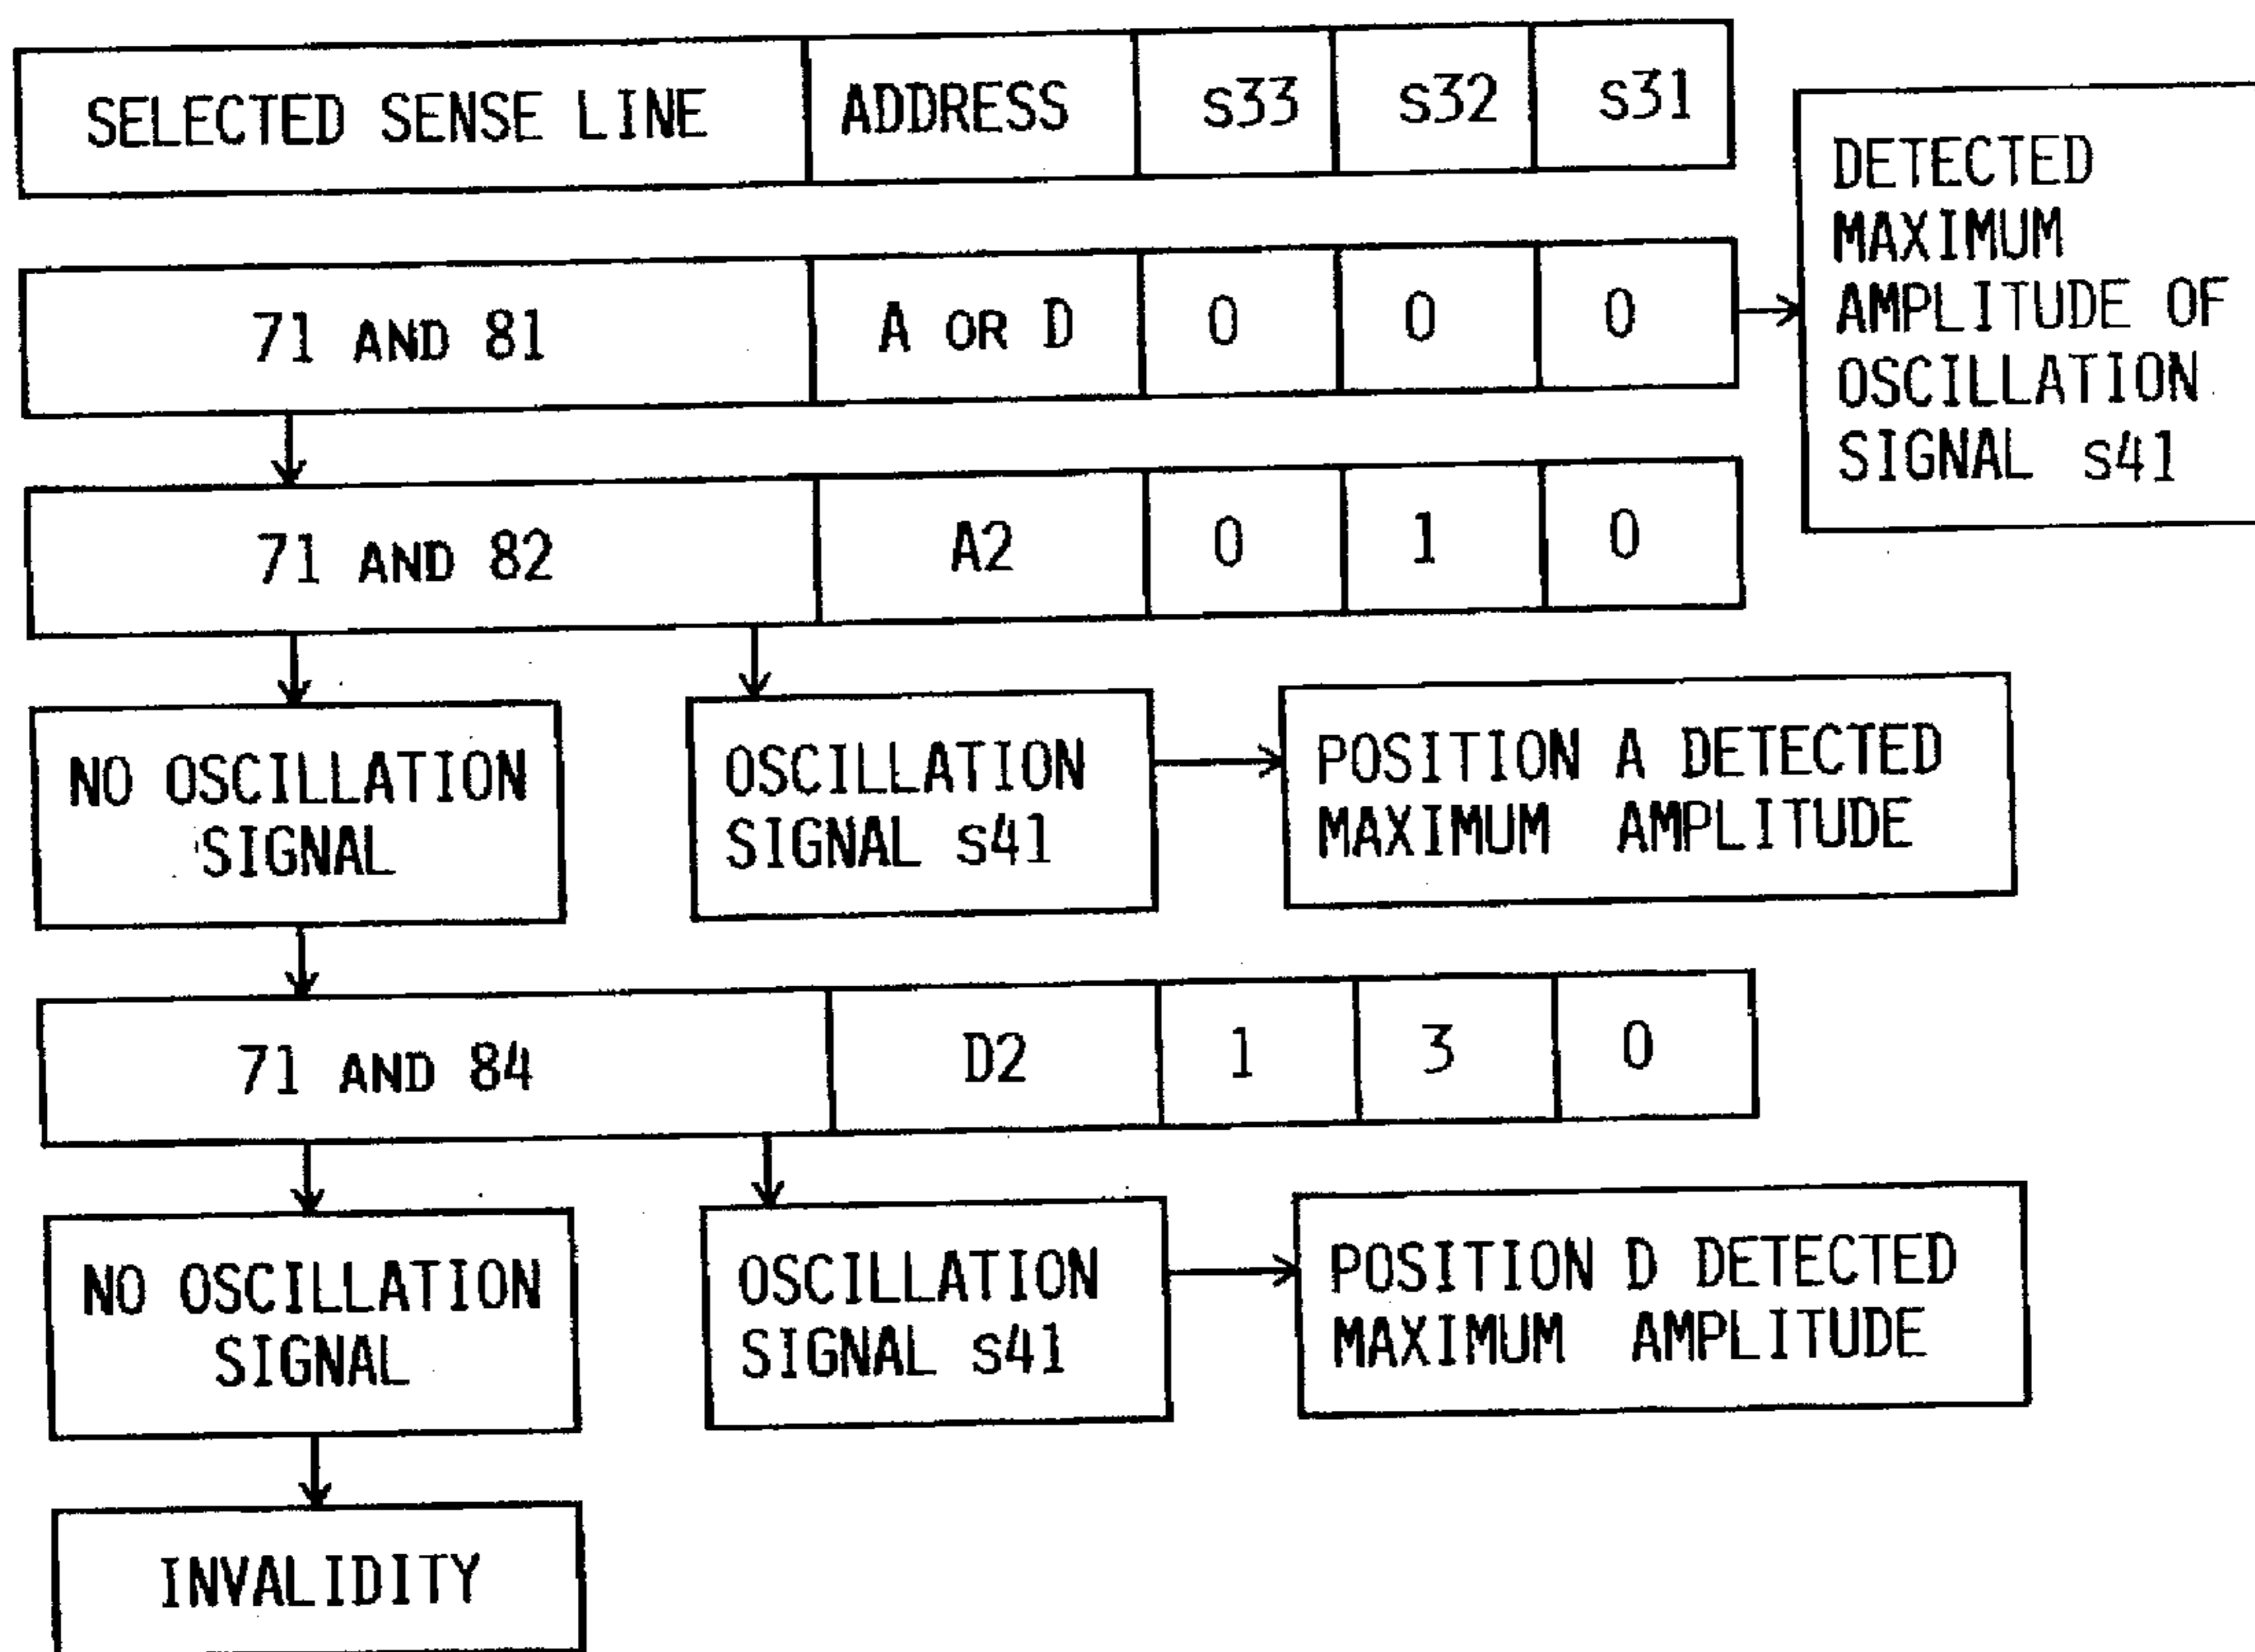 SELECTED SENSE LINE ADDRESS s33 s32 s31
71 AND 81 A OR D 0 0 0
DETECTED
MAXIMUM
AMPLITUDE OF
OSCILLATION
SIGNAL s41
71 AND 82 A2 0 1 0
NO OSCILLATION
SIGNAL
OSCILLATION
SIGNAL s41
POSITION A DETECTED
MAXIMUM AMPLITUDE
71 AND 84 D2 1 3 0
NO OSCILLATION
SIGNAL
OSCILLATION
SIGNAL s41
POSITION D DETECTED
MAXIMUM AMPLITUDE
INVALIDITY